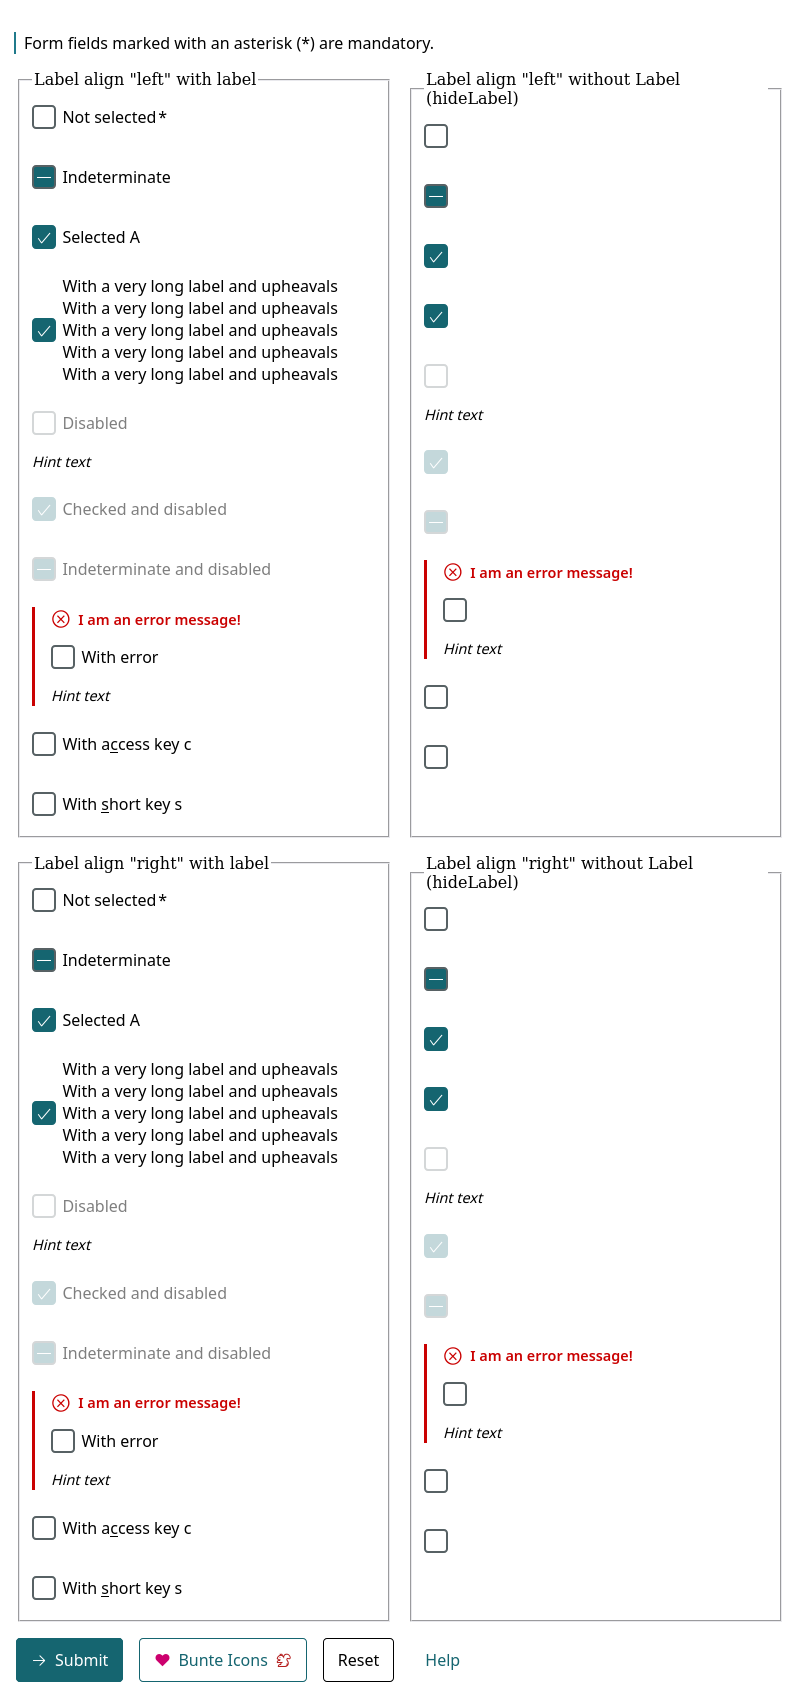 Form fields marked with an asterisk (*) are mandatory.
Label align "left" with label
Not selected *
Indeterminate
Selected A
With a very long label and upheavals
With a very long label and upheavals
With a very long label and upheavals
With a very long label and upheavals
With a very long label and upheavals
Disabled
Hint text
Checked and disabled
Indeterminate and disabled
I am an error message!
With error
Hint text
With access key c
With short key s
Label align "left" without Label
(hideLabel)
Hint text
I am an error message!
Hint text
Label align "right" with label
Not selected *
Indeterminate
Selected A
With a very long label and upheavals
With a very long label and upheavals
With a very long label and upheavals
With a very long label and upheavals
With a very long label and upheavals
Disabled
Hint text
Checked and disabled
Indeterminate and disabled
I am an error message!
With error
Hint text
With access key c
With short key s
Label align "right" without Label
(hideLabel)
Hint text
I am an error message!
Hint text
Submit
Bunte Icons
Reset
Help